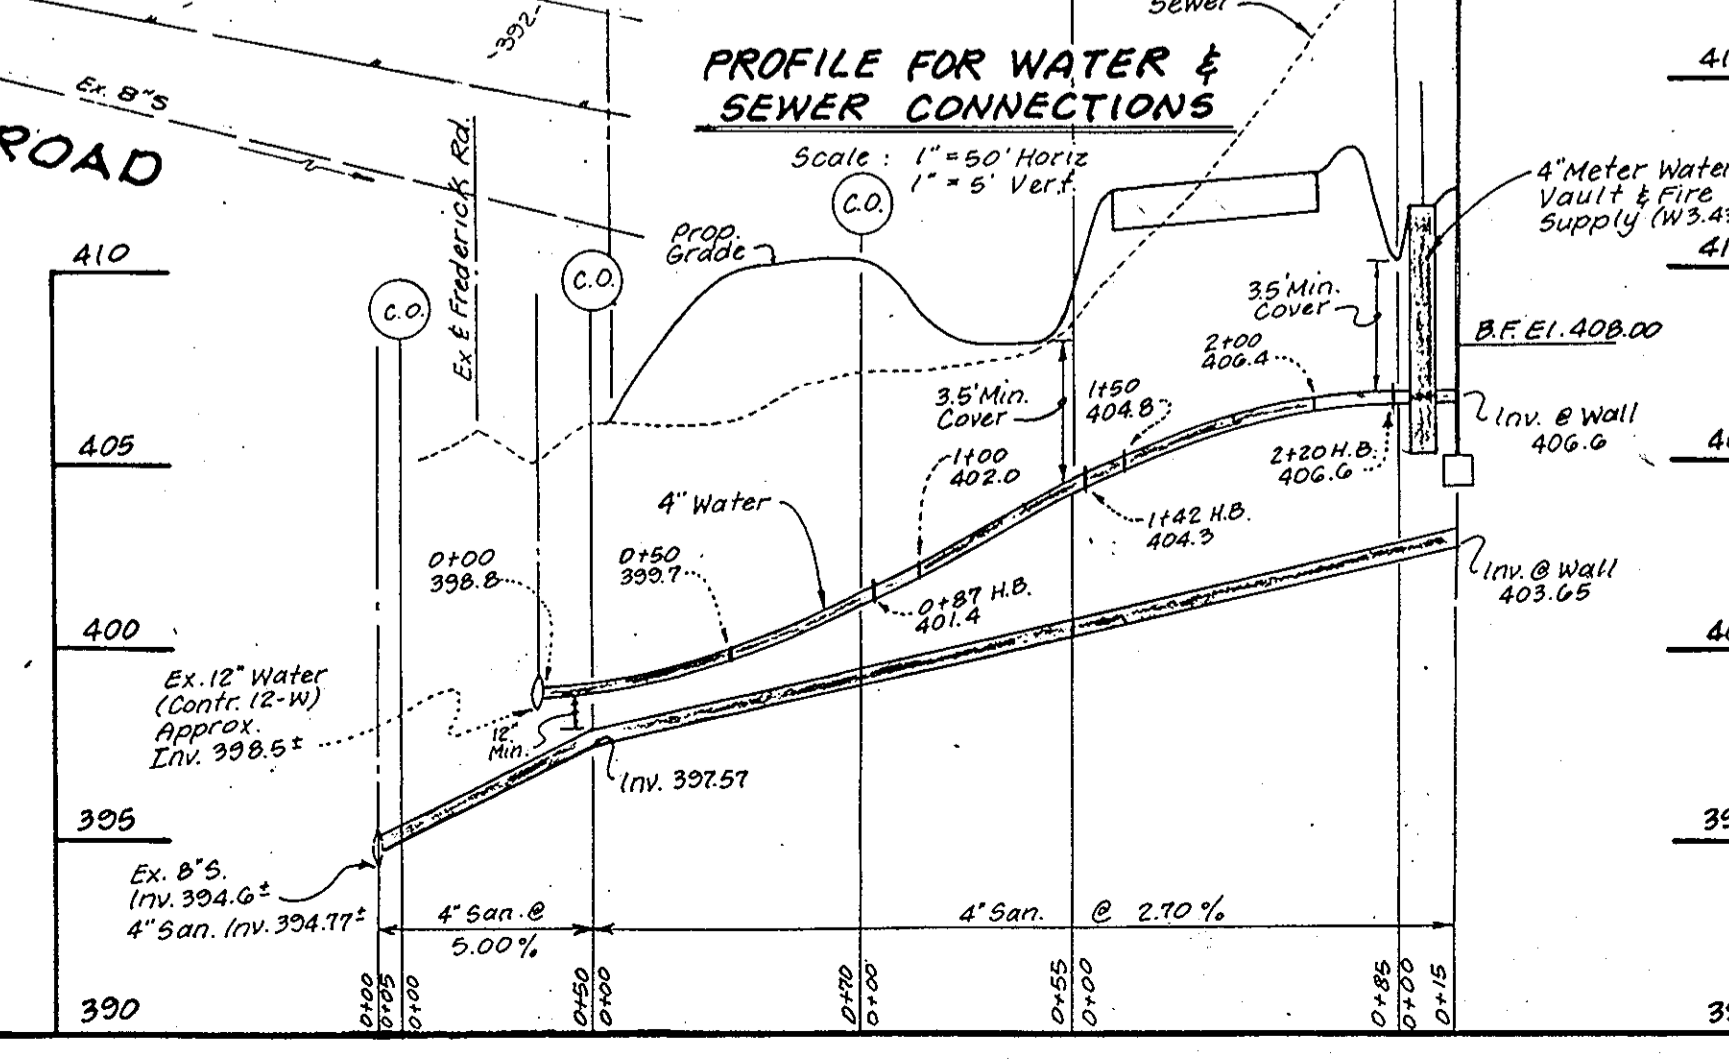 Sewer
-392-
PROFILE FOR WATER &
SEWER CONNECTIONS
Scale : 1" = 50' Horiz
1" = 5' Vert.
Ex. 8"S
ROAD
Ex ⅊ Frederick Rd.
C.O.
C.O.
C.O.
Prop.
Grade
4" Meter Water
Vault & Fire
Supply (W3.43
410
405
400
395
390
3.5' Min.
Cover
B.F. El. 408.00
2+00
406.4
3.5' Min.
Cover
1+50
404.8
Inv. @ Wall
406.6
2+20 H.B.
406.6
1+00
402.0
4" Water
1+42 H.B.
404.3
0+00
398.8
0+50
399.7
0+87 H.B.
401.4
Inv. @ Wall
403.65
Ex. 12" Water
(Contr. 12-W)
Approx.
Inv. 398.5±
12"
Min.
Inv. 397.57
Ex. 8"S.
Inv. 394.6±
4" San. Inv. 394.77±
4" San. @
5.00%
4" San. @ 2.70%
0+00
0+05
0+00
0+50
0+00
0+70
0+00
0+55
0+00
0+85
0+00
0+15